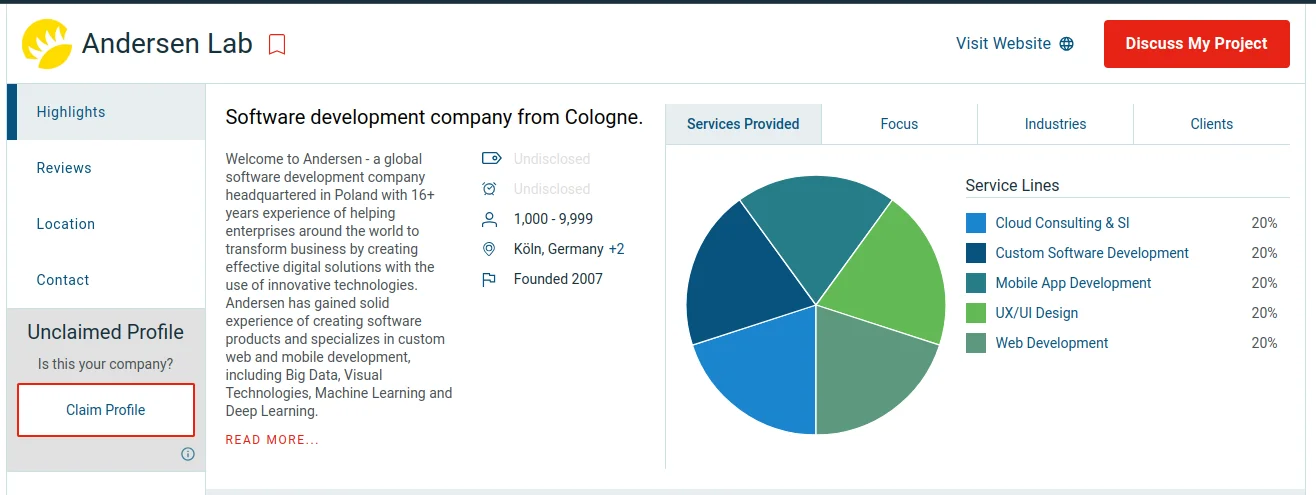 Andersen Lab
Visit Website
Discuss My Project
Highlights
Reviews
Location
Contact
Unclaimed Profile
Is this your company?
Claim Profile
Software development company from Cologne.
Welcome to Andersen - a global
software development company
headquartered in Poland with 16+
years experience of helping
enterprises around the world to
transform business by creating
effective digital solutions with the
use of innovative technologies.
Andersen has gained solid
experience of creating software
products and specializes in custom
web and mobile development,
including Big Data, Visual
Technologies, Machine Learning and
Deep Learning.
READ MORE...
Undisclosed
Undisclosed
1,000 - 9,999
Köln, Germany +2
Founded 2007
Services Provided
Focus
Industries
Clients
Service Lines
Cloud Consulting & SI 20%
Custom Software Development 20%
Mobile App Development 20%
UX/UI Design 20%
Web Development 20%